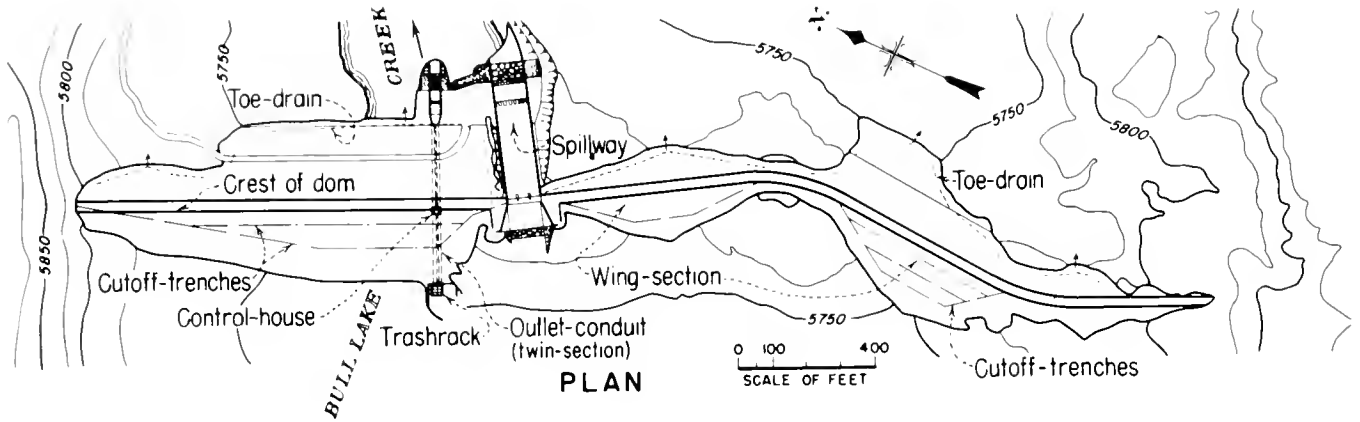 5800
5750
CREEK
N.
5750
5750
5800
Toe-drain
Spillway
Toe-drain
Crest of dam
5850
Cutoff-trenches
Wing-section
Control-house
5750
BULL LAKE
Trashrack
Outlet-conduit
(twin-section)
0 100 400
SCALE OF FEET
Cutoff-trenches
PLAN